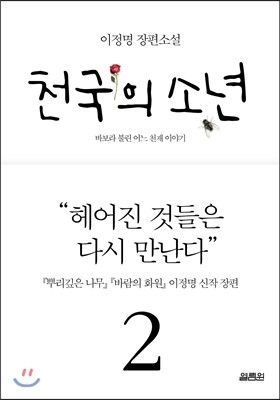 이정명 장편소설
천국의 소년
바보라 불린 어느 천재 이야기
“헤어진 것들은
다시 만난다”
『뿌리깊은 나무』 『바람의 화원』 이정명 신작 장편
2
열림원